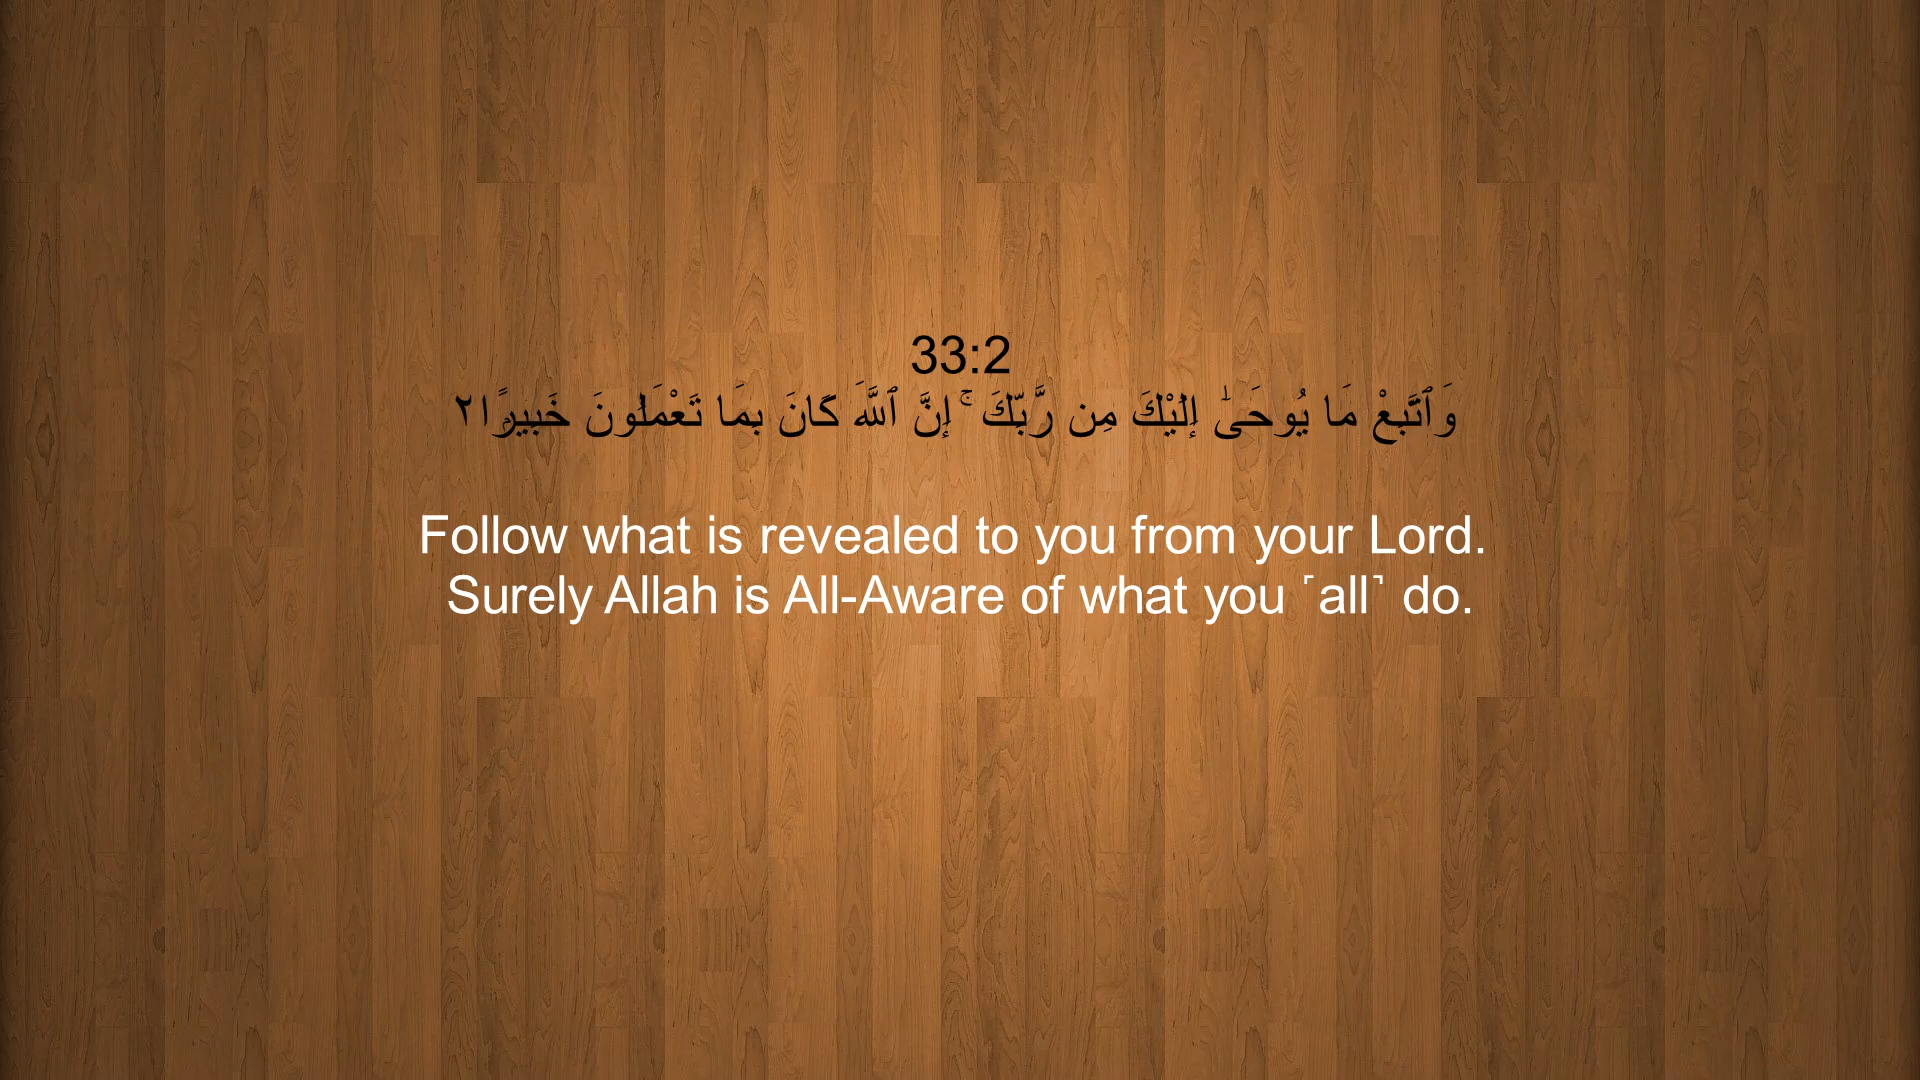 33:2
وَٱتَّبِعْ مَا يُوحَىٰٓ إِلَيْكَ مِن رَّبِّكَ ۚ إِنَّ ٱللَّهَ كَانَ بِمَا تَعْمَلُونَ خَبِيرًۭا ٢
Follow what is revealed to you from your Lord.
Surely Allah is All-Aware of what you ˹all˺ do.